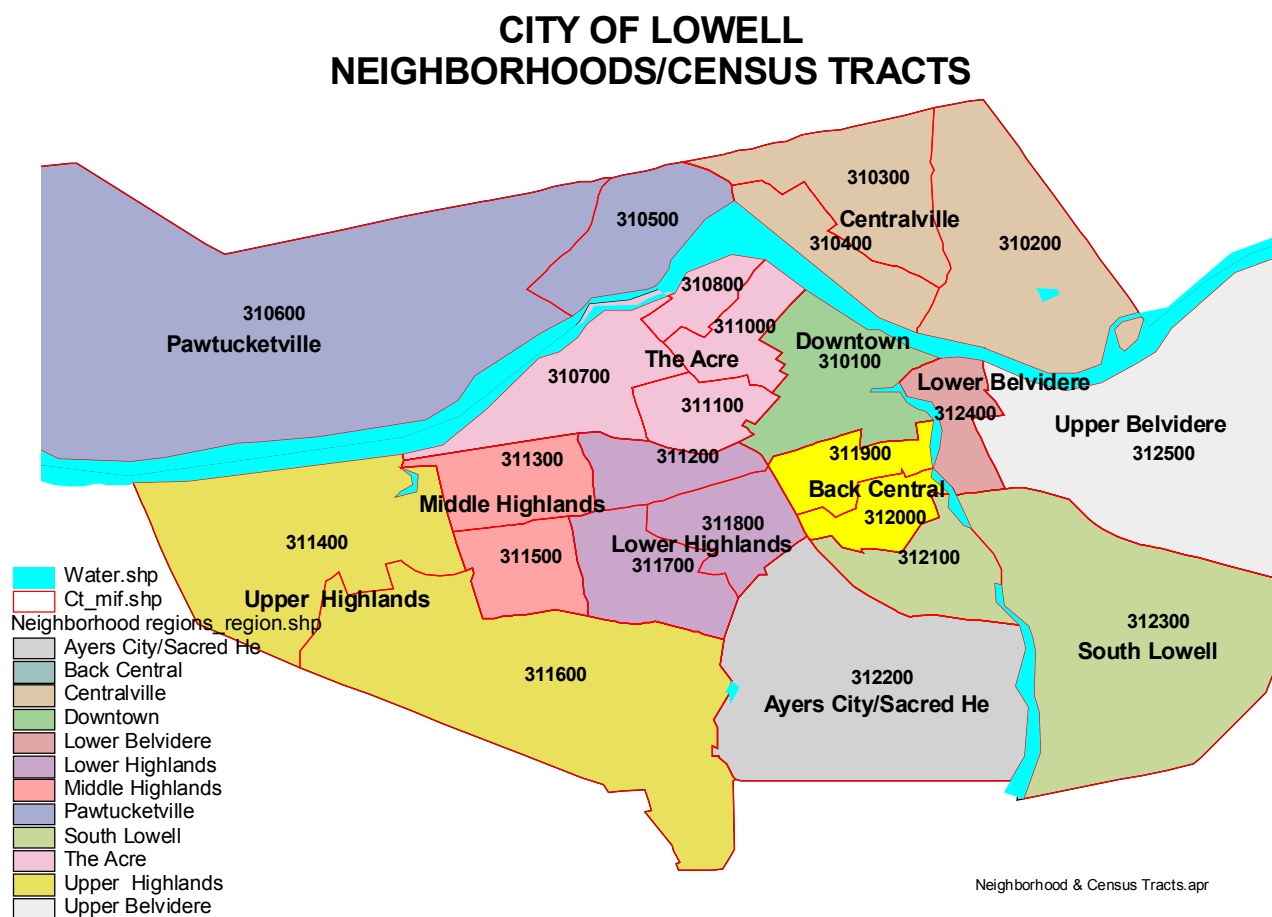 CITY OF LOWELL
NEIGHBORHOODS/CENSUS TRACTS
310300
310500
Centralville
310400
310200
310800
310600
311000
Pawtucketville
Downtown
The Acre
310100
310700
Lower Belvidere
311100
312400
Upper Belvidere
312500
311300
311200
311900
Middle Highlands
Back Central
311800
312000
311400
Lower Highlands
311500
311700
312100
Upper  Highlands
312300
South Lowell
311600
312200
Ayers City/Sacred He
Water.shp
Ct_mif.shp
Neighborhood regions_region.shp
Ayers City/Sacred He
Back Central
Centralville
Downtown
Lower Belvidere
Lower Highlands
Middle Highlands
Pawtucketville
South Lowell
The Acre
Upper  Highlands
Upper Belvidere
Neighborhood & Census Tracts.apr